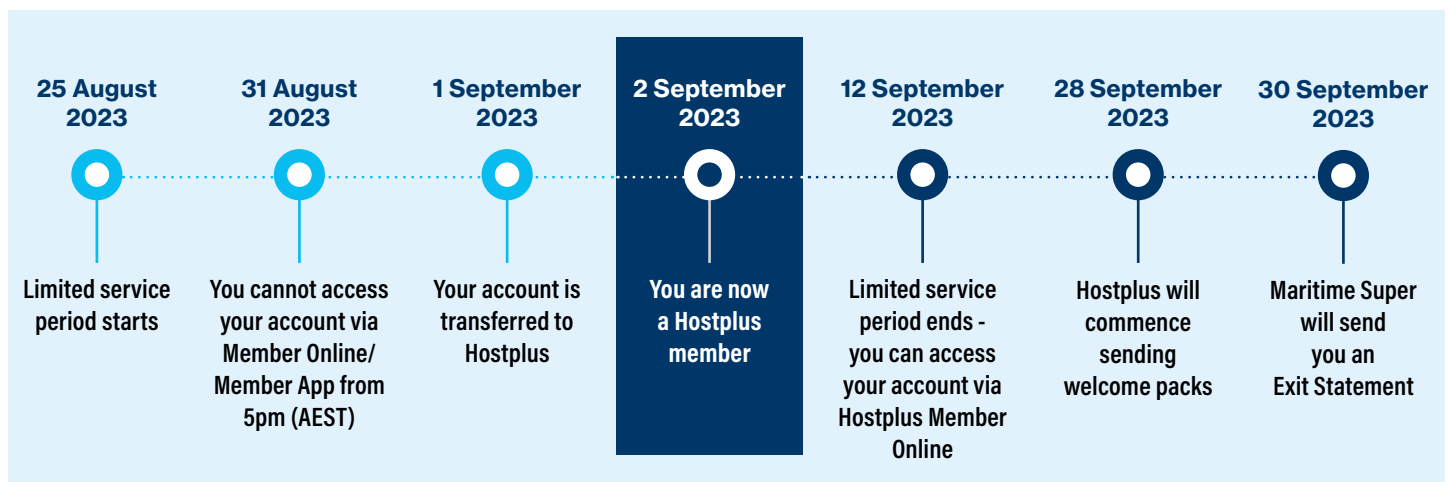 25 August
2023
Limited service
period starts
31 August
2023
You cannot access
your account via
Member Online/
Member App from
5pm (AEST)
1 September
2023
Your account is
transferred to
Hostplus
2 September
2023
You are now
a Hostplus
member
12 September
2023
Limited service
period ends -
you can access
your account via
Hostplus Member
Online
28 September
2023
Hostplus will
commence
sending
welcome packs
30 September
2023
Maritime Super
will send
you an
Exit Statement